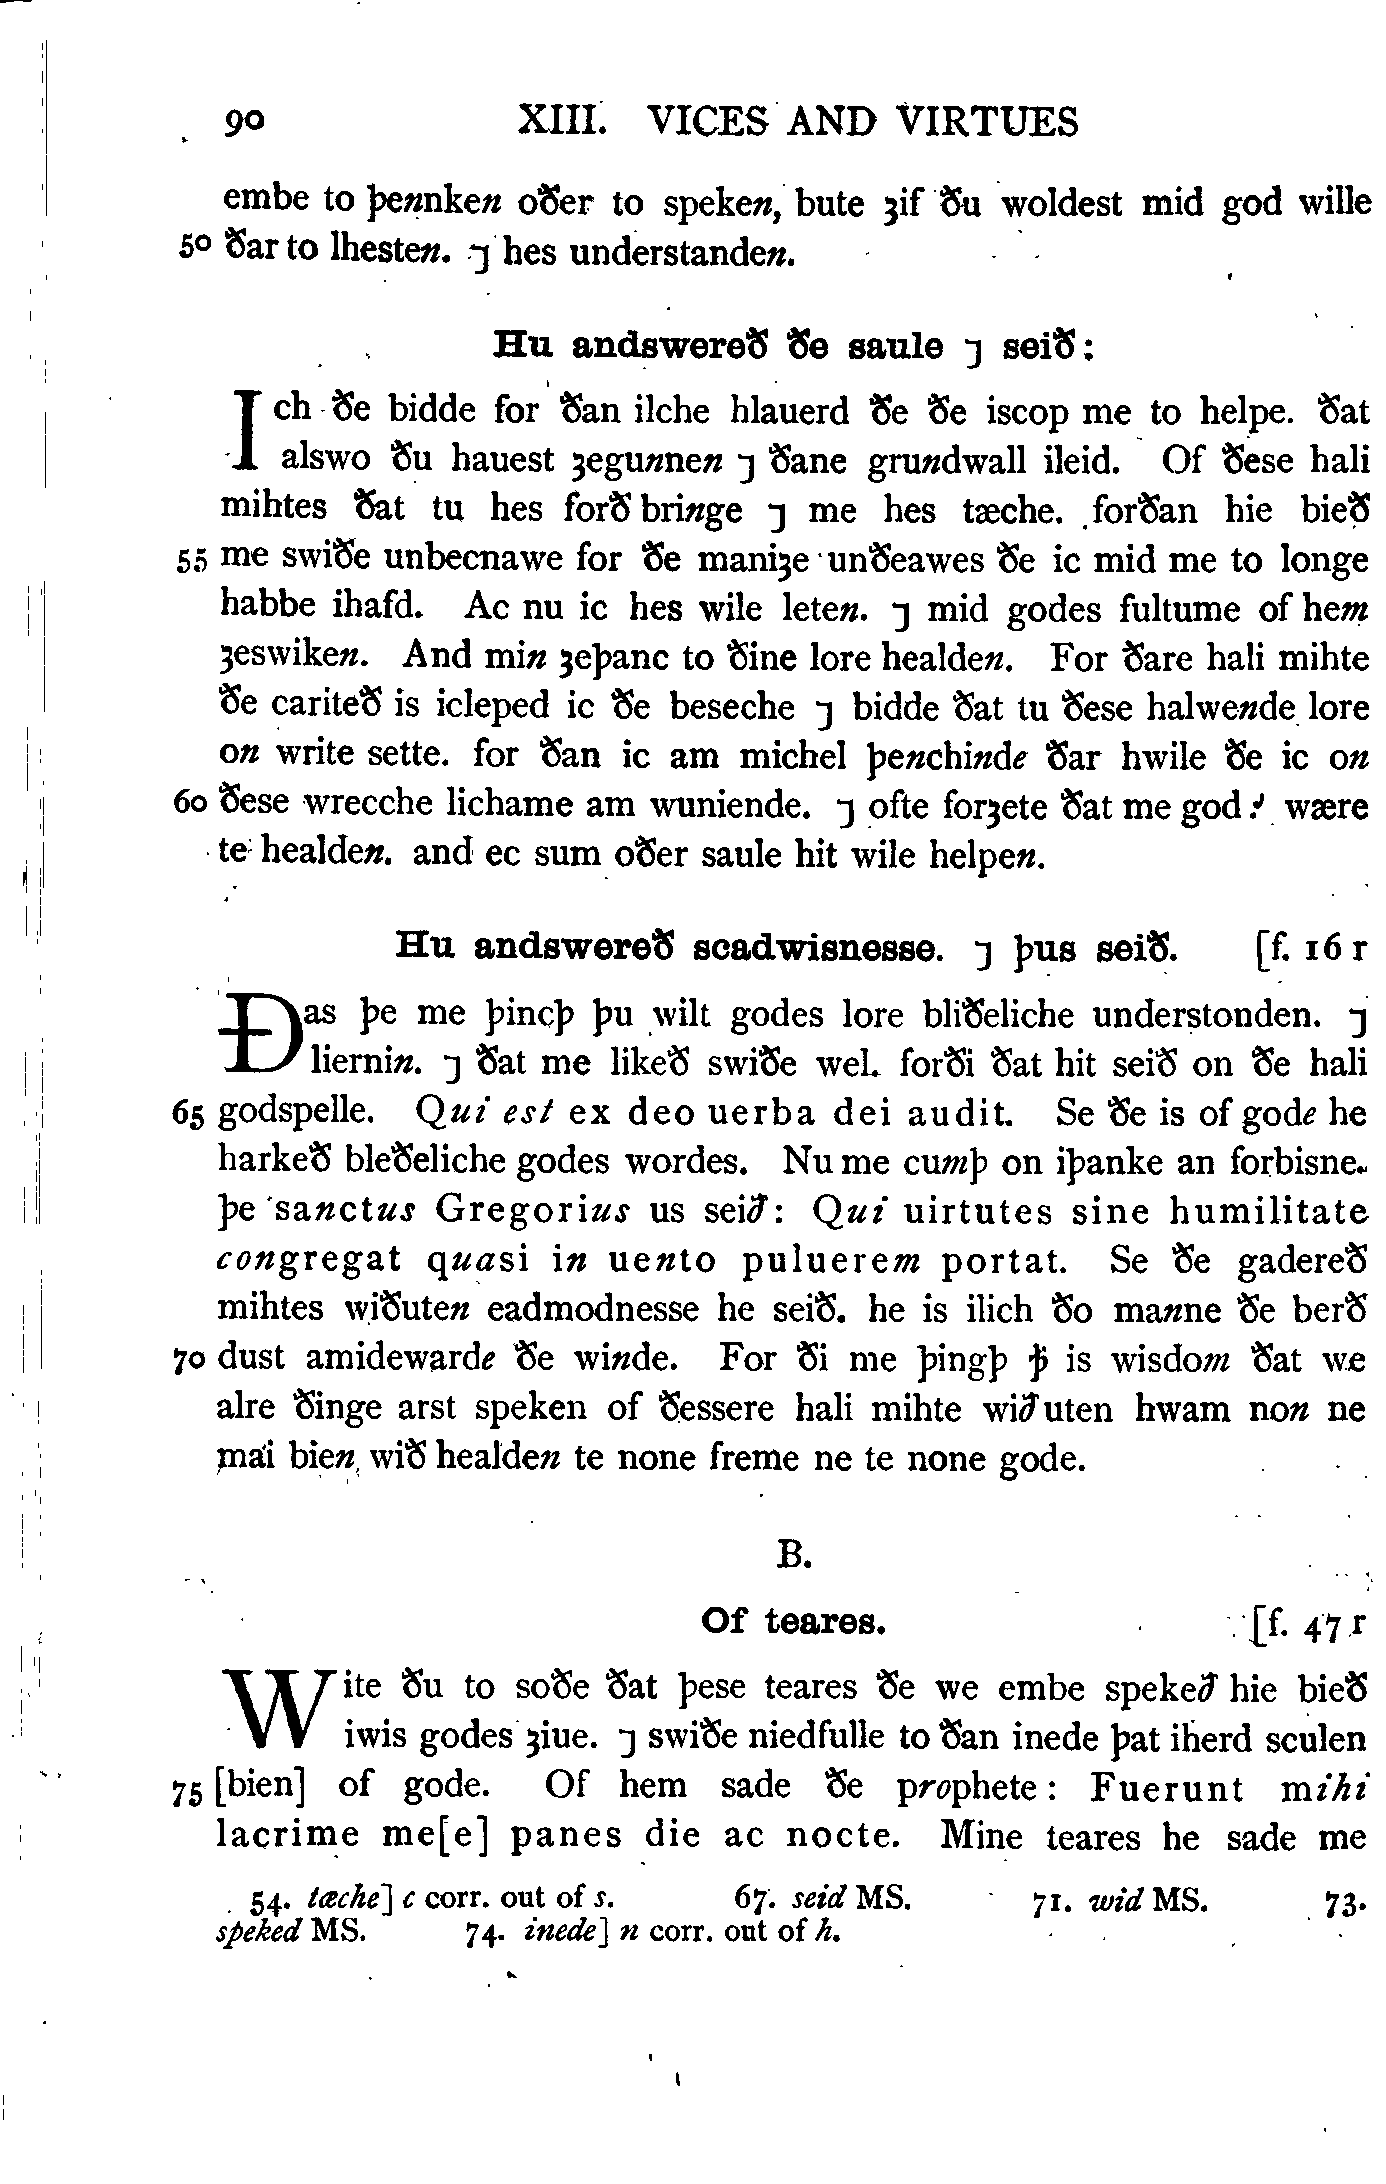 90 XIII. VICES AND VIRTUES
embe to þennken oðer to speken, bute ȝif ðu woldest mid god wille
50 ðar to lhesten. ⁊ hes understanden.
Hu andswereð ðe saule ⁊ seið:
Ich ðe bidde for ðan ilche hlauerd ðe ðe iscop me to helpe. ðat
alswo ðu hauest ȝegunnen ⁊ ðane grundwall ileid. Of ðese hali
mihtes ðat tu hes forð bringe ⁊ me hes tæche. forðan hie bieð
55 me swiðe unbecnawe for ðe maniȝe unðeawes ðe ic mid me to longe
habbe ihafd. Ac nu ic hes wile leten. ⁊ mid godes fultume of hem
ȝeswiken. And min ȝeþanc to ðine lore healden. For ðare hali mihte
ðe cariteð is icleped ic ðe beseche ⁊ bidde ðat tu ðese halwende lore
on write sette. for ðan ic am michel þenchinde ðar hwile ðe ic on
60 ðese wrecche lichame am wuniende. ⁊ ofte forȝete ðat me god⹎ wære
te healden. and ec sum oðer saule hit wile helpen.
Hu andswereð scadwisnesse. ⁊ þus seið. [f. 16 r
Ðas þe me þincþ þu wilt godes lore bliðeliche understonden. ⁊
liernin. ⁊ ðat me likeð swiðe wel. forði ðat hit seið on ðe hali
65 godspelle. Qui est ex deo uerba dei audit. Se ðe is of gode he
harkeð bleðeliche godes wordes. Nu me cumþ on iþanke an forbisne.
þe sanctus Gregorius us seið: Qui uirtutes sine humilitate
congregat quasi in uento puluerem portat. Se ðe gadereð
mihtes wiðuten eadmodnesse he seið. he is ilich ðo manne ðe berð
70 dust amidewarde ðe winde. For ði me þingþ ꝥ is wisdom ðat we
alre ðinge arst speken of ðessere hali mihte wiðuten hwam non ne
mai bien wið healden te none freme ne te none gode.
B.
Of teares. [f. 47 r
Wite ðu to soðe ðat þese teares ðe we embe spekeð hie bieð
iwis godes ȝiue. ⁊ swiðe niedfulle to ðan inede þat iherd sculen
75 [bien] of gode. Of hem sade ðe prophete: Fuerunt mihi
lacrime me[e] panes die ac nocte. Mine teares he sade me
54. tæche] c corr. out of s. 67. seid MS. 71. wid MS. 73.
speked MS. 74. inede] n corr. out of h.